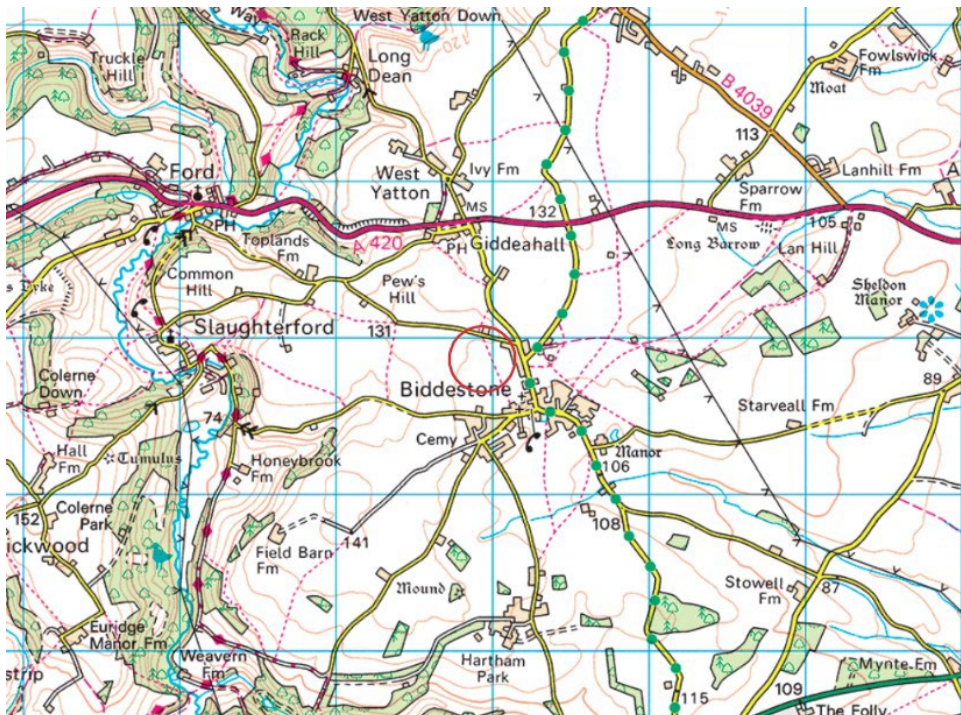 West Yatton Down
Way
Rack
Hill
120
Truckle
Hill
Long
Dean
Fowlswick
Fm
B 4039
Moat
113
Ford
West
Yatton
Ivy Fm
Lanhill Fm
A
MS
132
Sparrow
Fm
PH
Toplands
Fm
A 420
PH
Giddeahall
MS
Long Barrow
105
Lan Hill
Common
Hill
Pew's
Hill
s Dyke
Sheldon
Manor
Slaughterford
131
Colerne
Down
Biddestone
89
74
Starveall Fm
Cemy
Hall
Fm
Tumulus
Honeybrook
Fm
Manor
106
Colerne
Park
152
ickwood
108
141
Field Barn
Fm
Mound
Stowell
Fm
87
Euridge
Manor Fm
Weavern
Fm
Hartham
Park
strip
Mynte Fm
109
115
The Folly